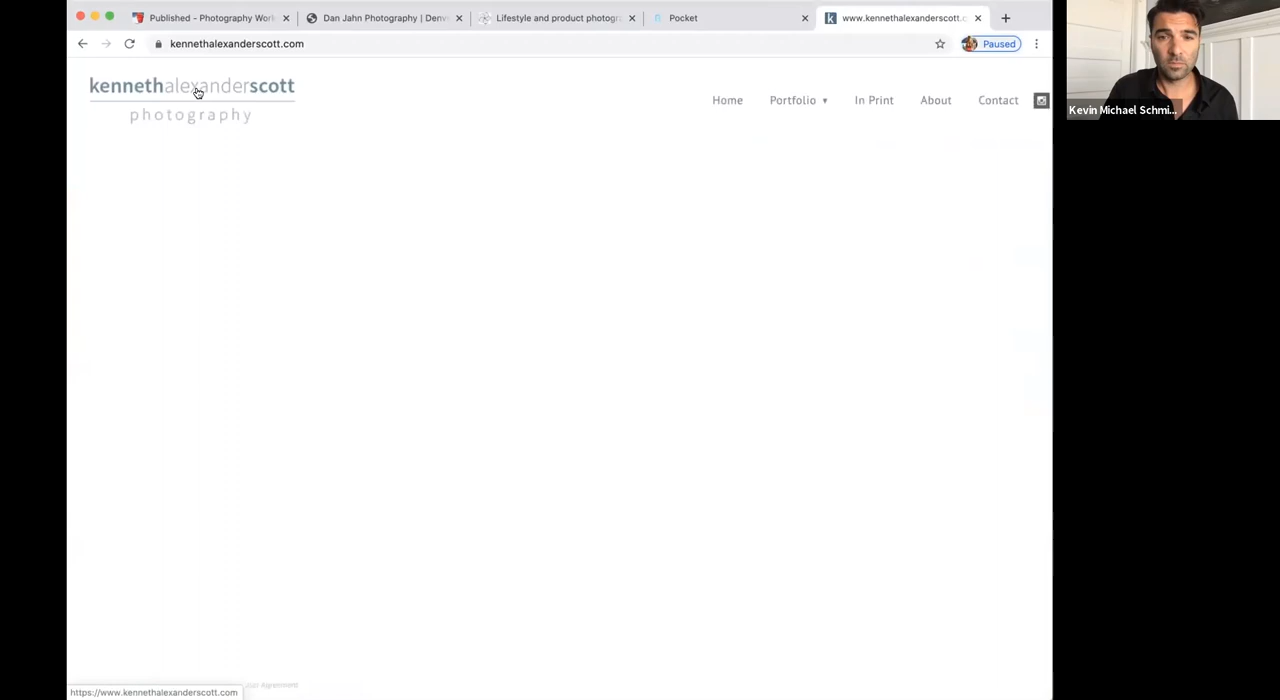 Published - Photography Wor
Dan Jahn Photography | Denv
Lifestyle and product photogr
Pocket
www.kennethalexanderscott.c
kennethalexanderscott.com
Paused
kennethalexanderscott
photography
Home
Portfolio ▾
In Print
About
Contact
Kevin Michael Schmi...
https://www.kennethalexanderscott.com